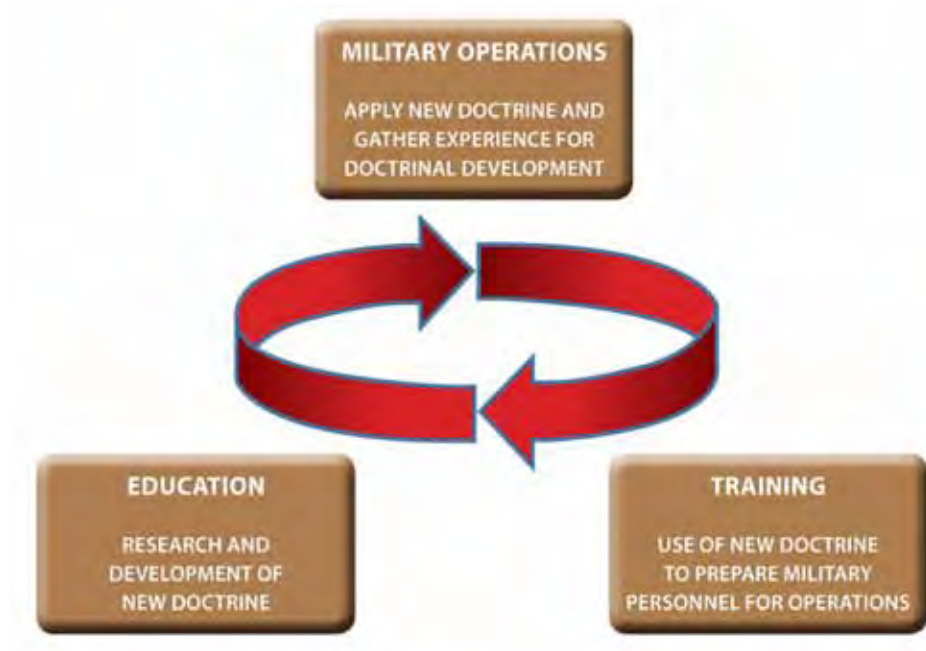 MILITARY OPERATIONS
APPLY NEW DOCTRINE AND
GATHER EXPERIENCE FOR
DOCTRINAL DEVELOPMENT
EDUCATION
RESEARCH AND
DEVELOPMENT OF
NEW DOCTRINE
TRAINING
USE OF NEW DOCTRINE
TO PREPARE MILITARY
PERSONNEL FOR OPERATIONS